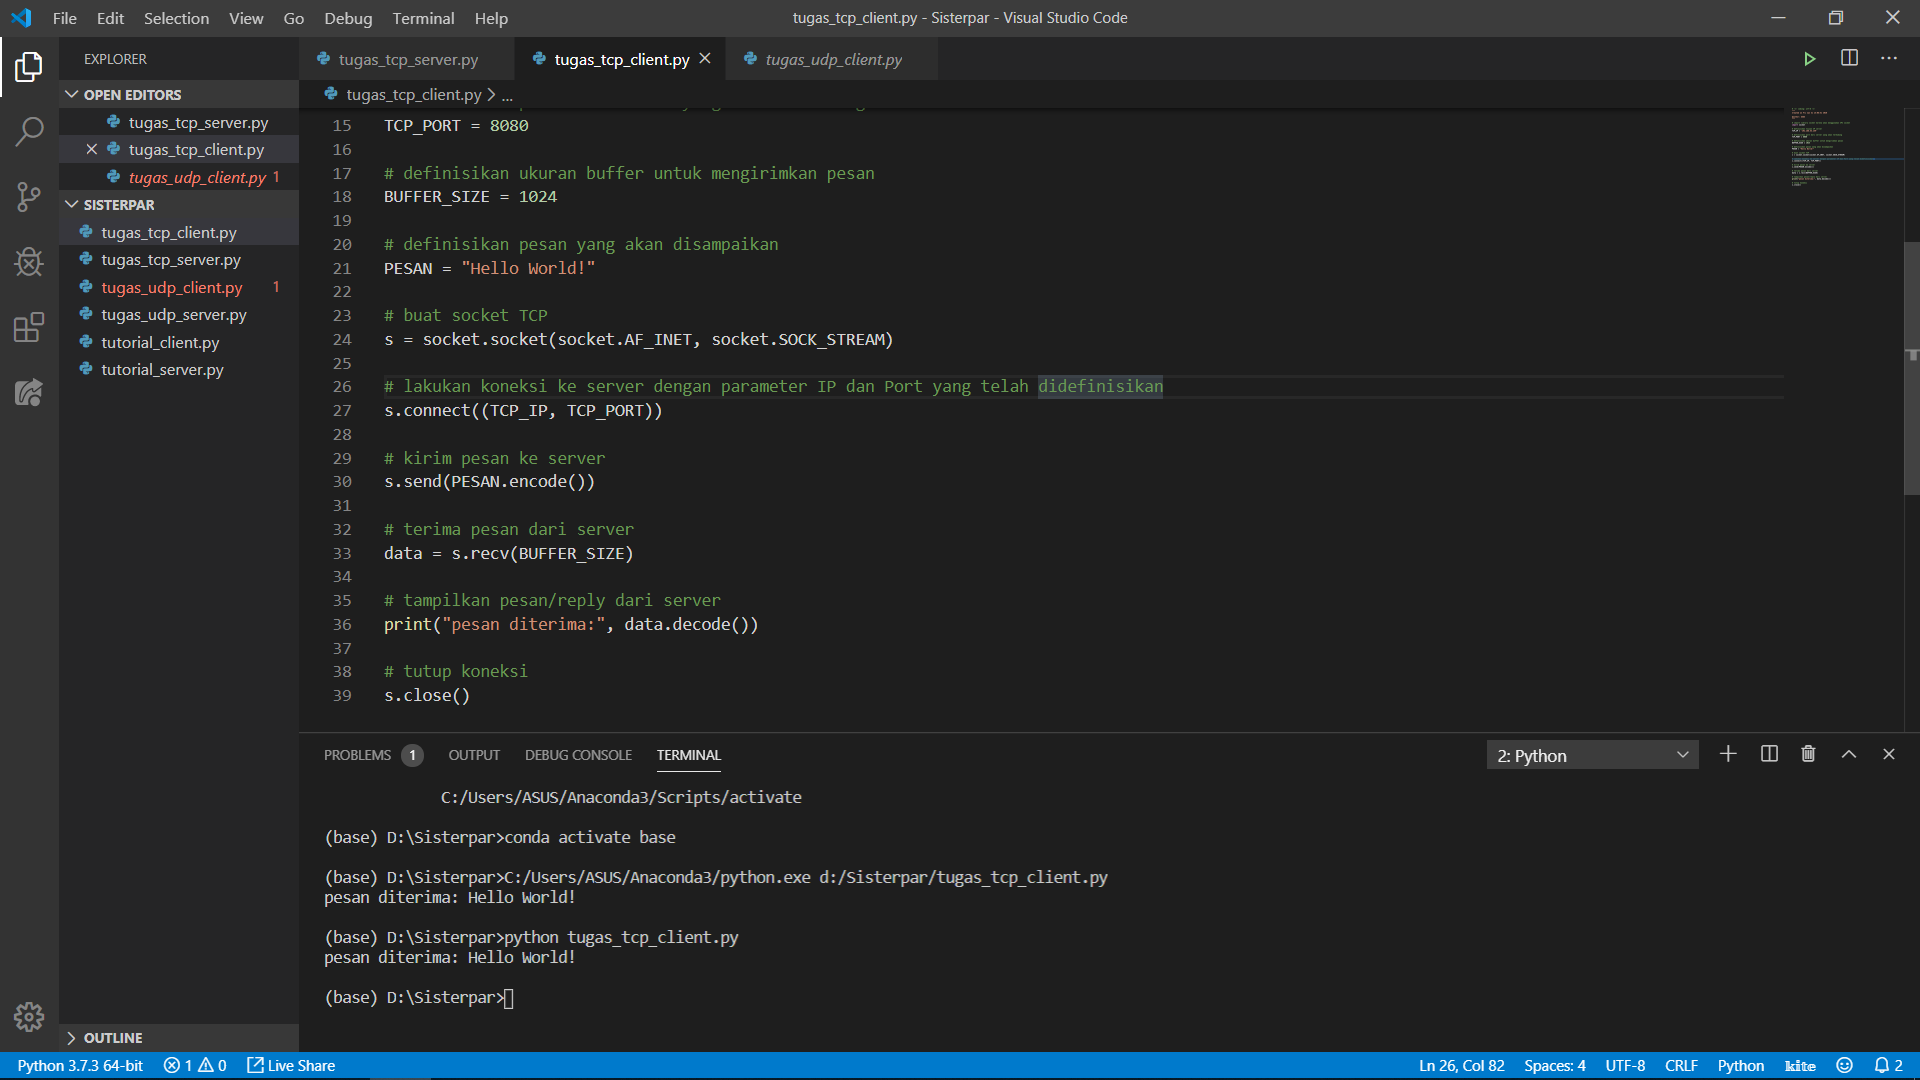 File Edit Selection View Go Debug Terminal Help
tugas_tcp_client.py - Sisterpar - Visual Studio Code
EXPLORER
OPEN EDITORS
tugas_tcp_server.py
tugas_tcp_client.py
tugas_udp_client.py 1
SISTERPAR
tugas_tcp_client.py
tugas_tcp_server.py
tugas_udp_client.py 1
tugas_udp_server.py
tutorial_client.py
tutorial_server.py
OUTLINE
tugas_tcp_server.py tugas_tcp_client.py tugas_udp_client.py
tugas_tcp_client.py > ...
15 TCP_PORT = 8080
16
17 # definisikan ukuran buffer untuk mengirimkan pesan
18 BUFFER_SIZE = 1024
19
20 # definisikan pesan yang akan disampaikan
21 PESAN = "Hello World!"
22
23 # buat socket TCP
24 s = socket.socket(socket.AF_INET, socket.SOCK_STREAM)
25
26 # lakukan koneksi ke server dengan parameter IP dan Port yang telah didefinisikan
27 s.connect((TCP_IP, TCP_PORT))
28
29 # kirim pesan ke server
30 s.send(PESAN.encode())
31
32 # terima pesan dari server
33 data = s.recv(BUFFER_SIZE)
34
35 # tampilkan pesan/reply dari server
36 print("pesan diterima:", data.decode())
37
38 # tutup koneksi
39 s.close()
PROBLEMS 1 OUTPUT DEBUG CONSOLE TERMINAL 2: Python
C:/Users/ASUS/Anaconda3/Scripts/activate
(base) D:\Sisterpar>conda activate base
(base) D:\Sisterpar>C:/Users/ASUS/Anaconda3/python.exe d:/Sisterpar/tugas_tcp_client.py
pesan diterima: Hello World!
(base) D:\Sisterpar>python tugas_tcp_client.py
pesan diterima: Hello World!
(base) D:\Sisterpar>
Python 3.7.3 64-bit 1 0 Live Share Ln 26, Col 82 Spaces: 4 UTF-8 CRLF Python kite 2